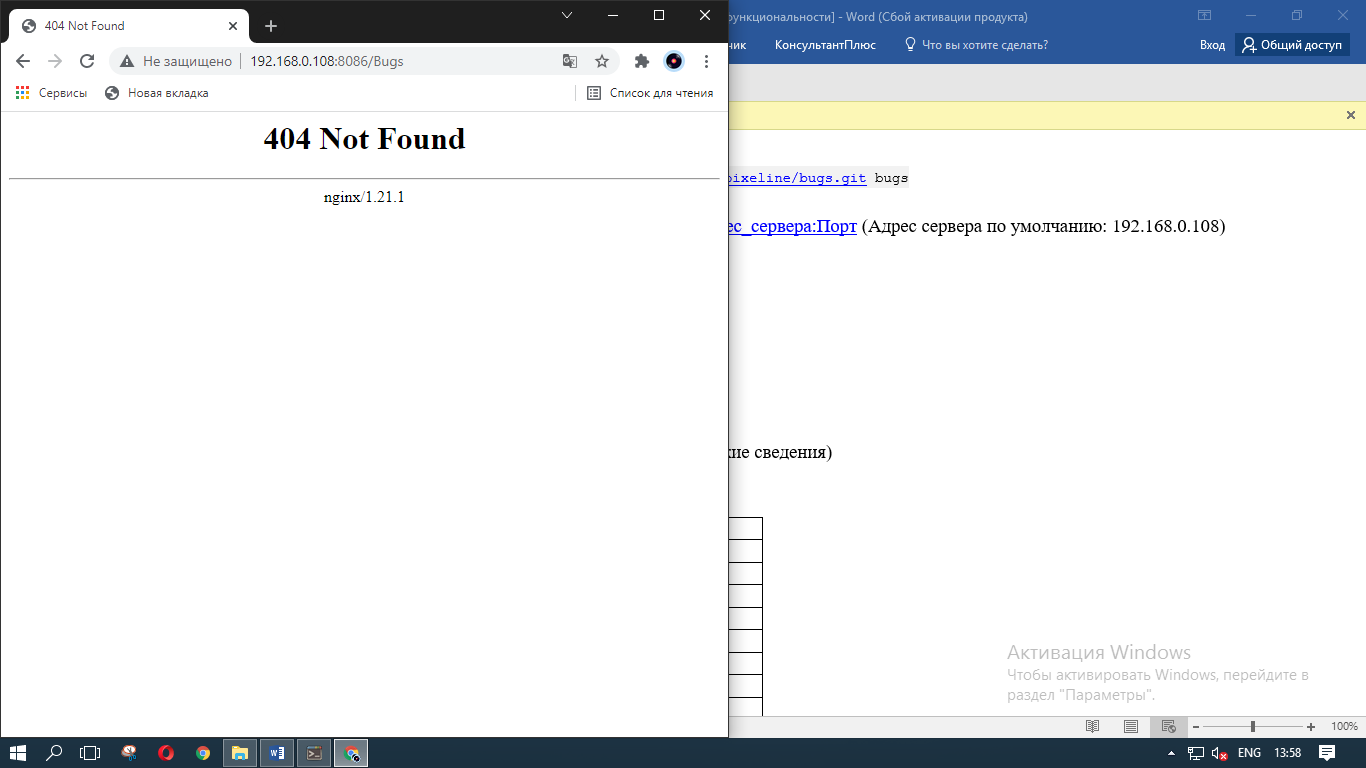 404 Not Found
Не защищено
192.168.0.108:8086/Bugs
Сервисы
Новая вкладка
Список для чтения
404 Not Found
nginx/1.21.1
функциональности] - Word (Сбой активации продукта)
КонсультантПлюс
Что вы хотите сделать?
Вход
Общий доступ
pixeline/bugs.git bugs
ес_сервера:Порт (Адрес сервера по умолчанию: 192.168.0.108)
кие сведения)
Активация Windows
Чтобы активировать Windows, перейдите в
раздел "Параметры".
100%
ENG
13:58